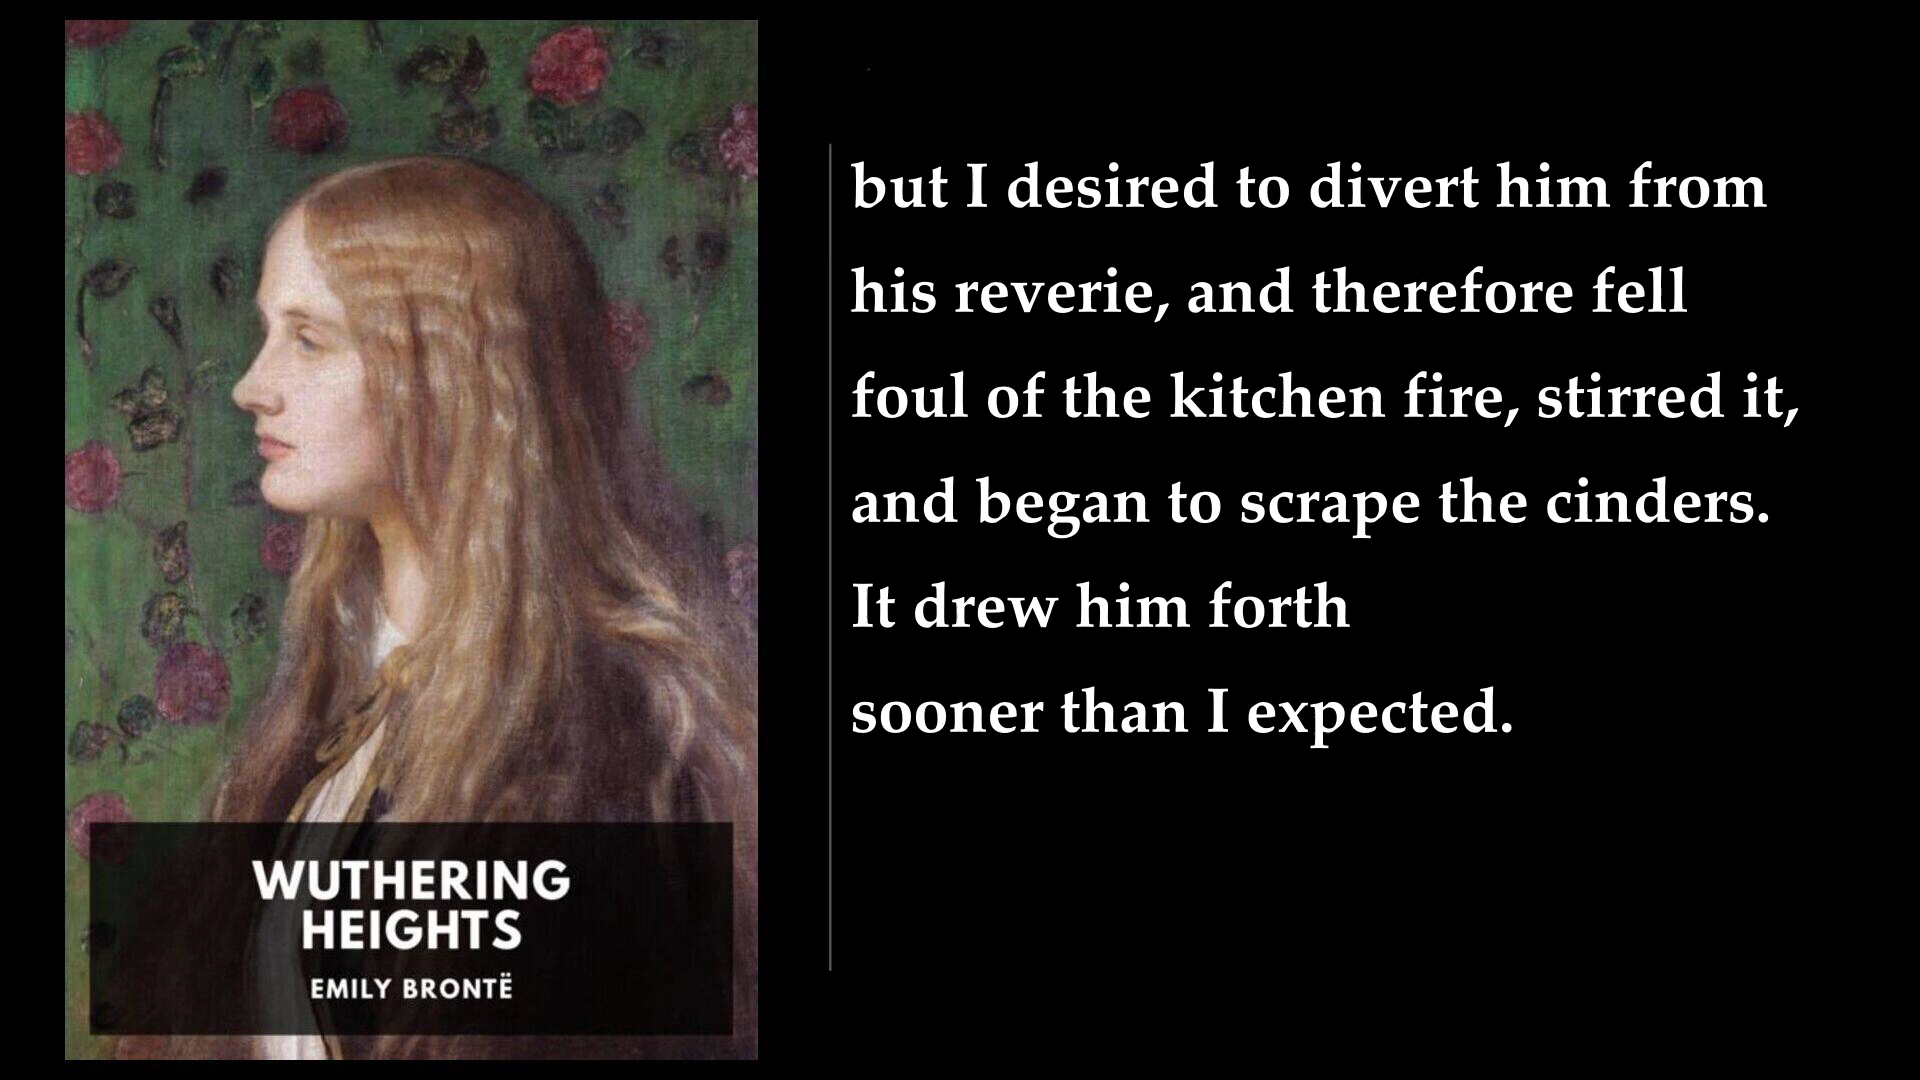 WUTHERING
HEIGHTS
EMILY BRONTË
but I desired to divert him from
his reverie, and therefore fell
foul of the kitchen fire, stirred it,
and began to scrape the cinders.
It drew him forth
sooner than I expected.